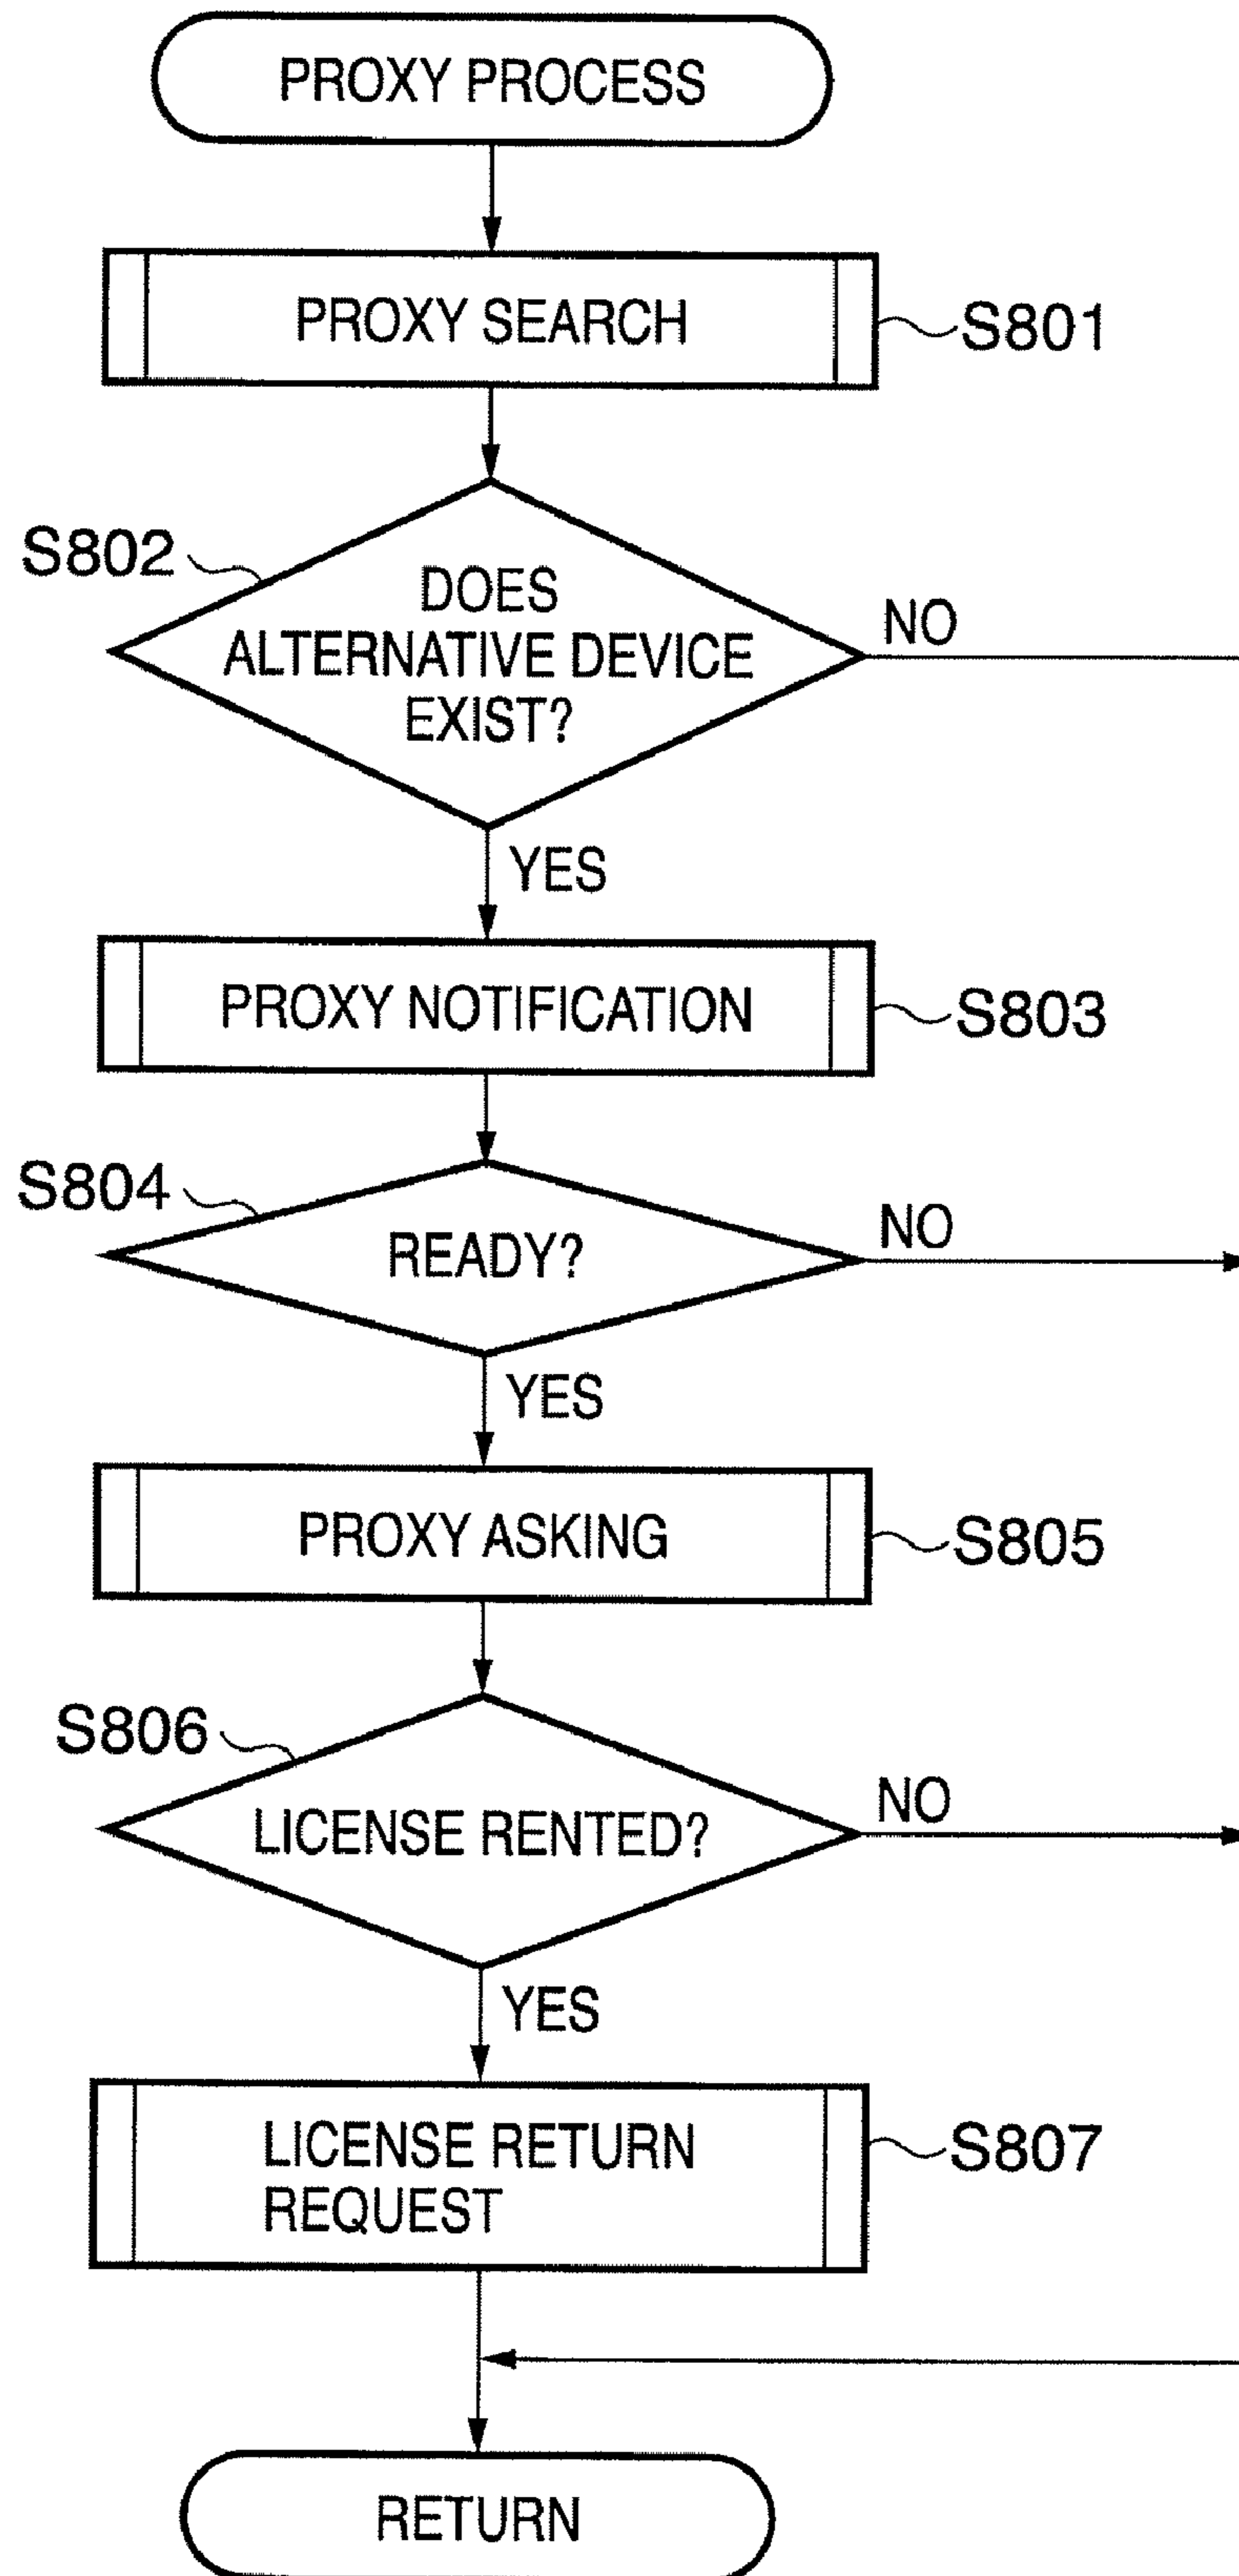 PROXY PROCESS
PROXY SEARCH
S801
S802
DOES
ALTERNATIVE DEVICE
EXIST?
NO
YES
PROXY NOTIFICATION
S803
S804
READY?
NO
YES
PROXY ASKING
S805
S806
LICENSE RENTED?
NO
YES
LICENSE RETURN
REQUEST
S807
RETURN